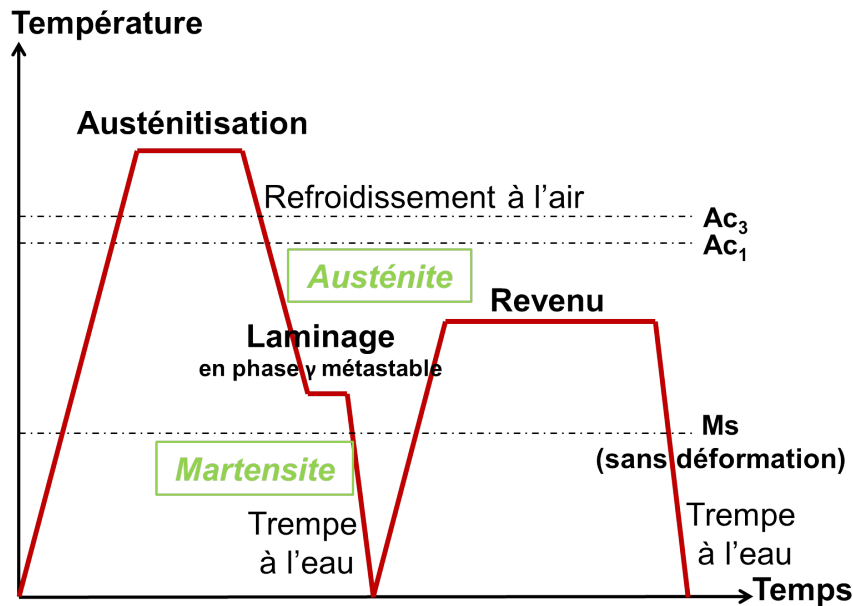 Température
Austénitisation
Refroidissement à l’air
Ac3
Ac1
Austénite
Revenu
Laminage
en phase γ métastable
Ms
(sans déformation)
Martensite
Trempe
à l’eau
Trempe
à l’eau
Temps